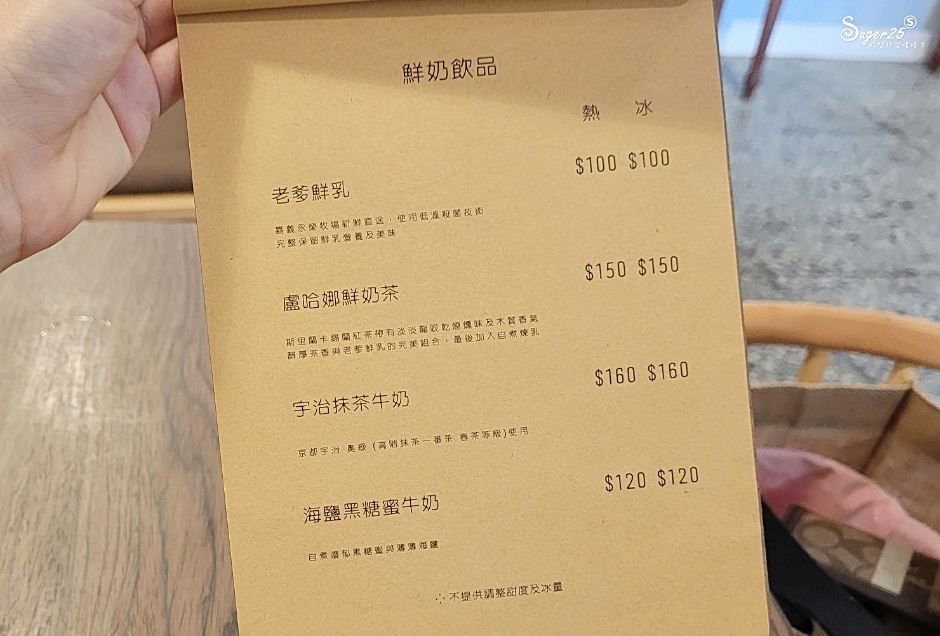 Suger25
鮮奶飲品
熱 冰
老爹鮮乳 $100 $100
嘉義永榮牧場新鮮直送，使用低溫殺菌技術
完整保留鮮乳營養及美味
盧哈娜鮮奶茶 $150 $150
斯里蘭卡錫蘭紅茶帶有淡淡龍眼乾煙燻味及木質香氣
醇厚茶香與老爹鮮乳的完美組合，最後加入自煮煉乳
宇治抹茶牛奶 $160 $160
京都宇治 奧綠 (高階抹茶一番茶 春茶等級)使用
海鹽黑糖蜜牛奶 $120 $120
自煮濃郁黑糖蜜與薄薄海鹽
不提供調整甜度及冰量